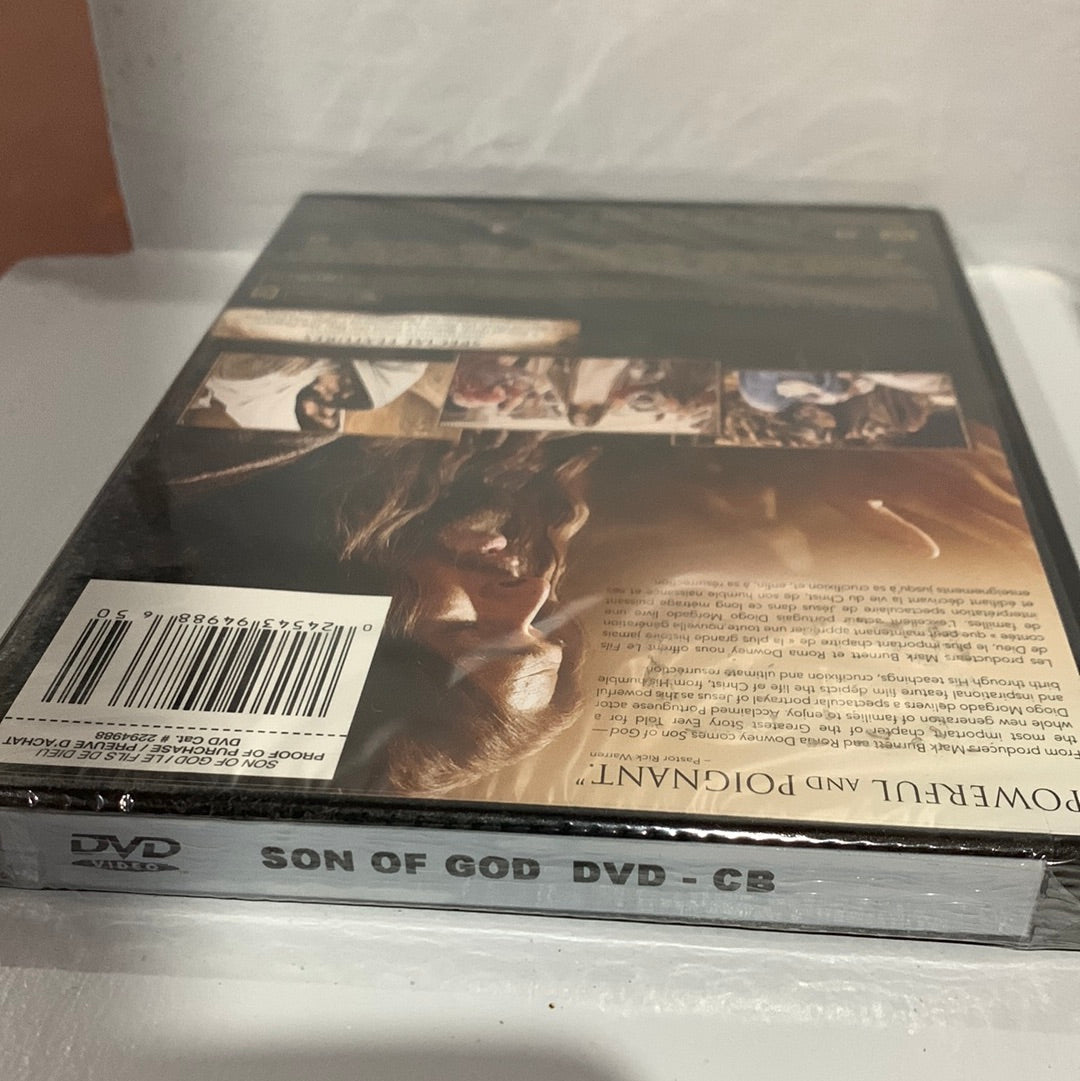 POWERFUL AND POIGNANT."
– Pastor Rick Warren
From producers Mark Burnett and Roma Downey comes Son of God—
the most important chapter of the Greatest Story Ever Told for a
whole new generation of families to enjoy. Acclaimed Portuguese actor
Diogo Morgado delivers a spectacular portrayal of Jesus as this powerful
and inspirational feature film depicts the life of Christ, from His humble
birth through His teachings, crucifixion and ultimate resurrection.
Les producteurs Mark Burnett et Roma Downey nous offrent Le Fils
de Dieu, le plus important chapitre de « la plus grande histoire jamais
contée » que peut maintenant apprécier une toute nouvelle génération
de familles. L'excellent acteur portugais Diogo Morgado livre une
interprétation spectaculaire de Jésus dans ce long métrage puissant
et édifiant décrivant la vie du Christ, de son humble naissance et ses
enseignements jusqu'à sa crucifixion et, enfin, à sa résurrection.
SPECIAL FEATURES
SON OF GOD / LE FILS DE DIEU
PROOF OF PURCHASE / PREUVE D'ACHAT
DVD Cat. # 2294988
0 24543 94988 6 50
DVD
VIDEO
SON OF GOD DVD - CB